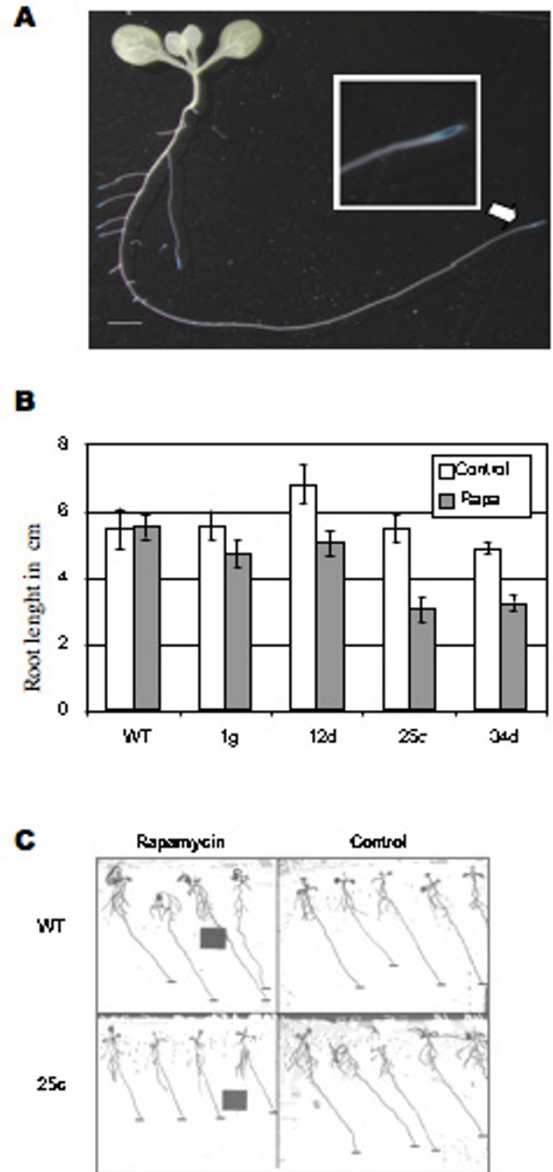 A
B
8
6
4
2
0
Root lenght in cm
Control
Rapa
WT 1g 12d 25c 34d
C
Rapamycin Control
WT
25c